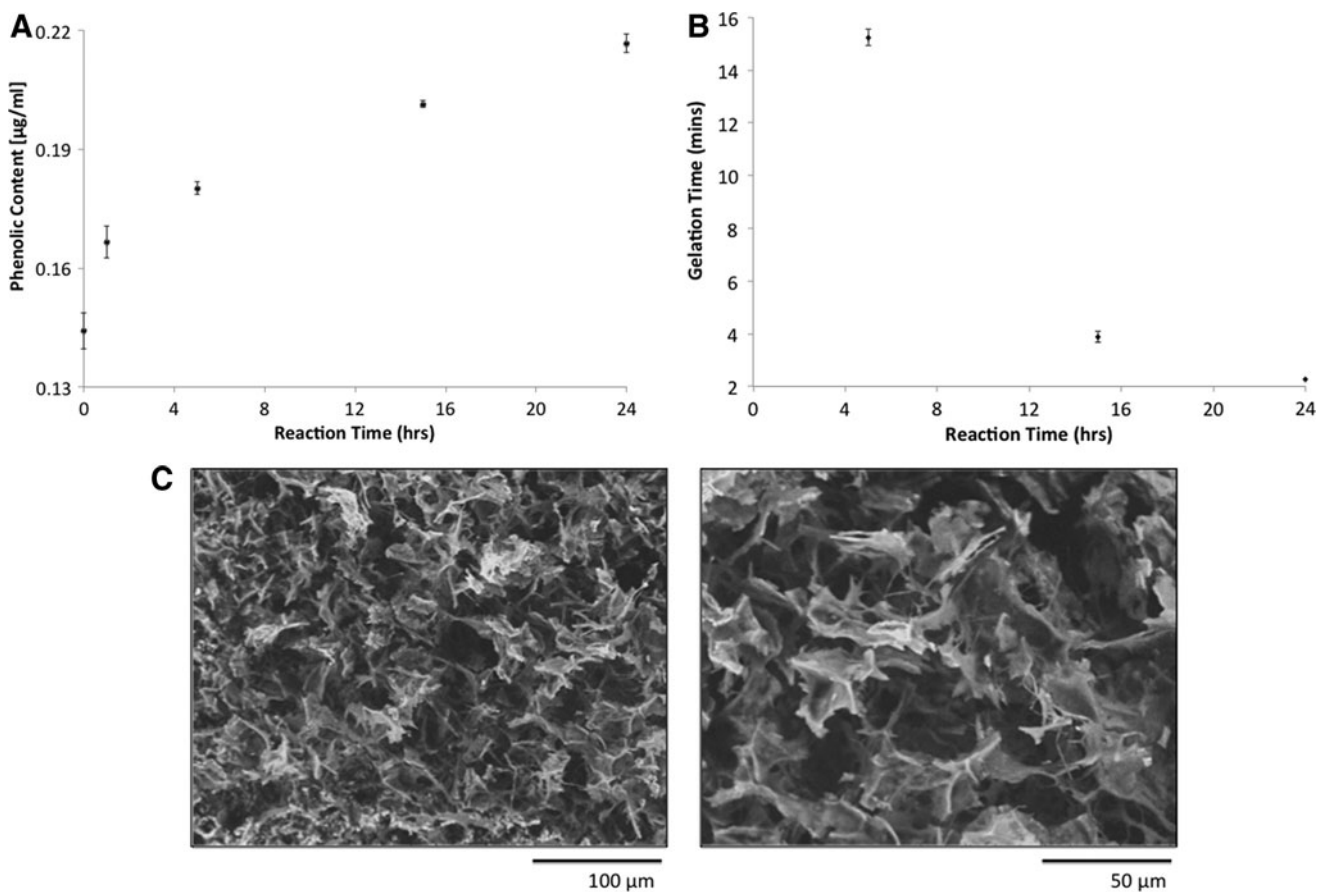 A
0.22
0.19
0.16
0.13
Phenolic Content [µg/ml]
0 4 8 12 16 20 24
Reaction Time (hrs)
B
16
14
12
10
8
6
4
2
Gelation Time (mins)
0 4 8 12 16 20 24
Reaction Time (hrs)
C
100 µm
50 µm